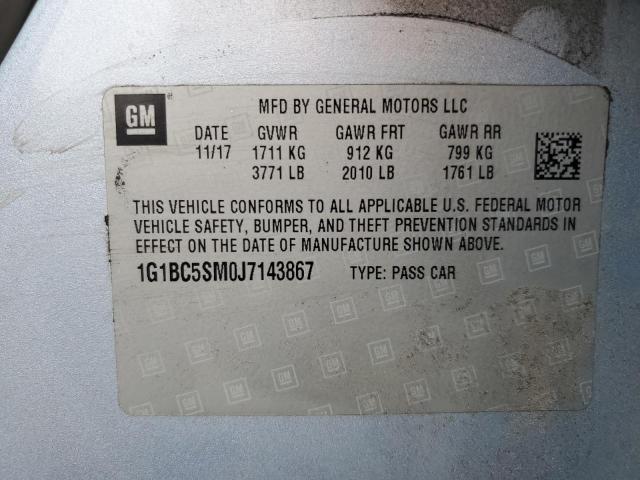 GM
MFD BY GENERAL MOTORS LLC
DATE GVWR GAWR FRT GAWR RR
11/17 1711 KG 912 KG 799 KG
3771 LB 2010 LB 1761 LB
THIS VEHICLE CONFORMS TO ALL APPLICABLE U.S. FEDERAL MOTOR
VEHICLE SAFETY, BUMPER, AND THEFT PREVENTION STANDARDS IN
EFFECT ON THE DATE OF MANUFACTURE SHOWN ABOVE.
1G1BC5SM0J7143867 TYPE: PASS CAR